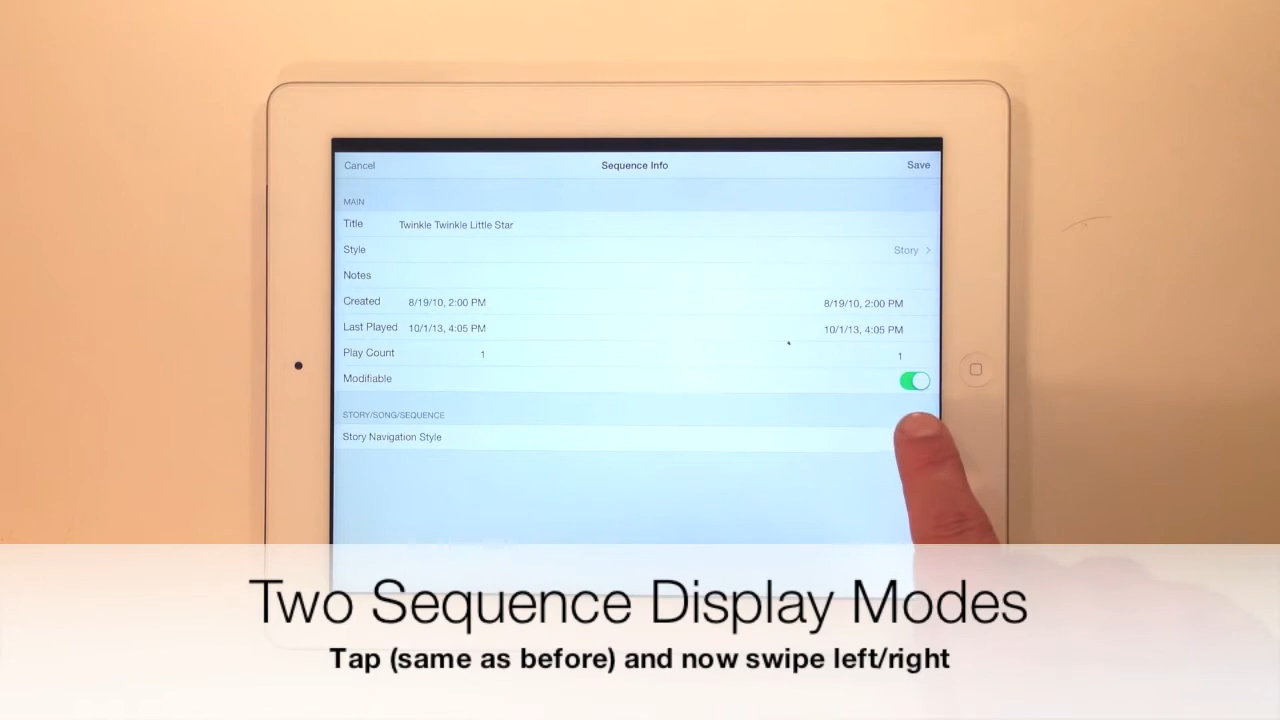 Cancel Sequence Info Save
MAIN
Title Twinkle Twinkle Little Star
Style Story >
Notes
Created 8/19/10, 2:00 PM 8/19/10, 2:00 PM
Last Played 10/1/13, 4:05 PM 10/1/13, 4:05 PM
Play Count 1 1
Modifiable
STORY/SONG/SEQUENCE
Story Navigation Style
Two Sequence Display Modes
Tap (same as before) and now swipe left/right